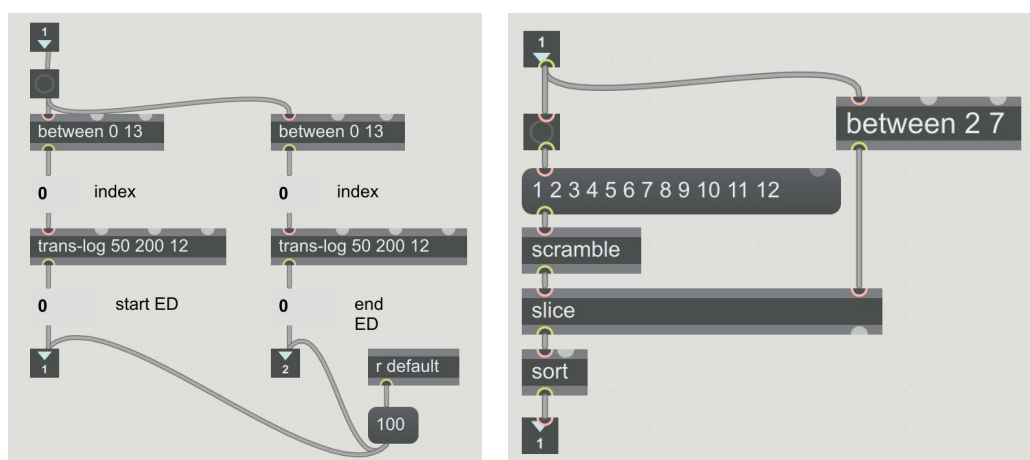 1
between 0 13
between 0 13
0
index
0
index
trans-log 50 200 12
trans-log 50 200 12
0
start ED
0
end
ED
1
2
r default
100
1
between 2 7
1 2 3 4 5 6 7 8 9 10 11 12
scramble
slice
sort
1